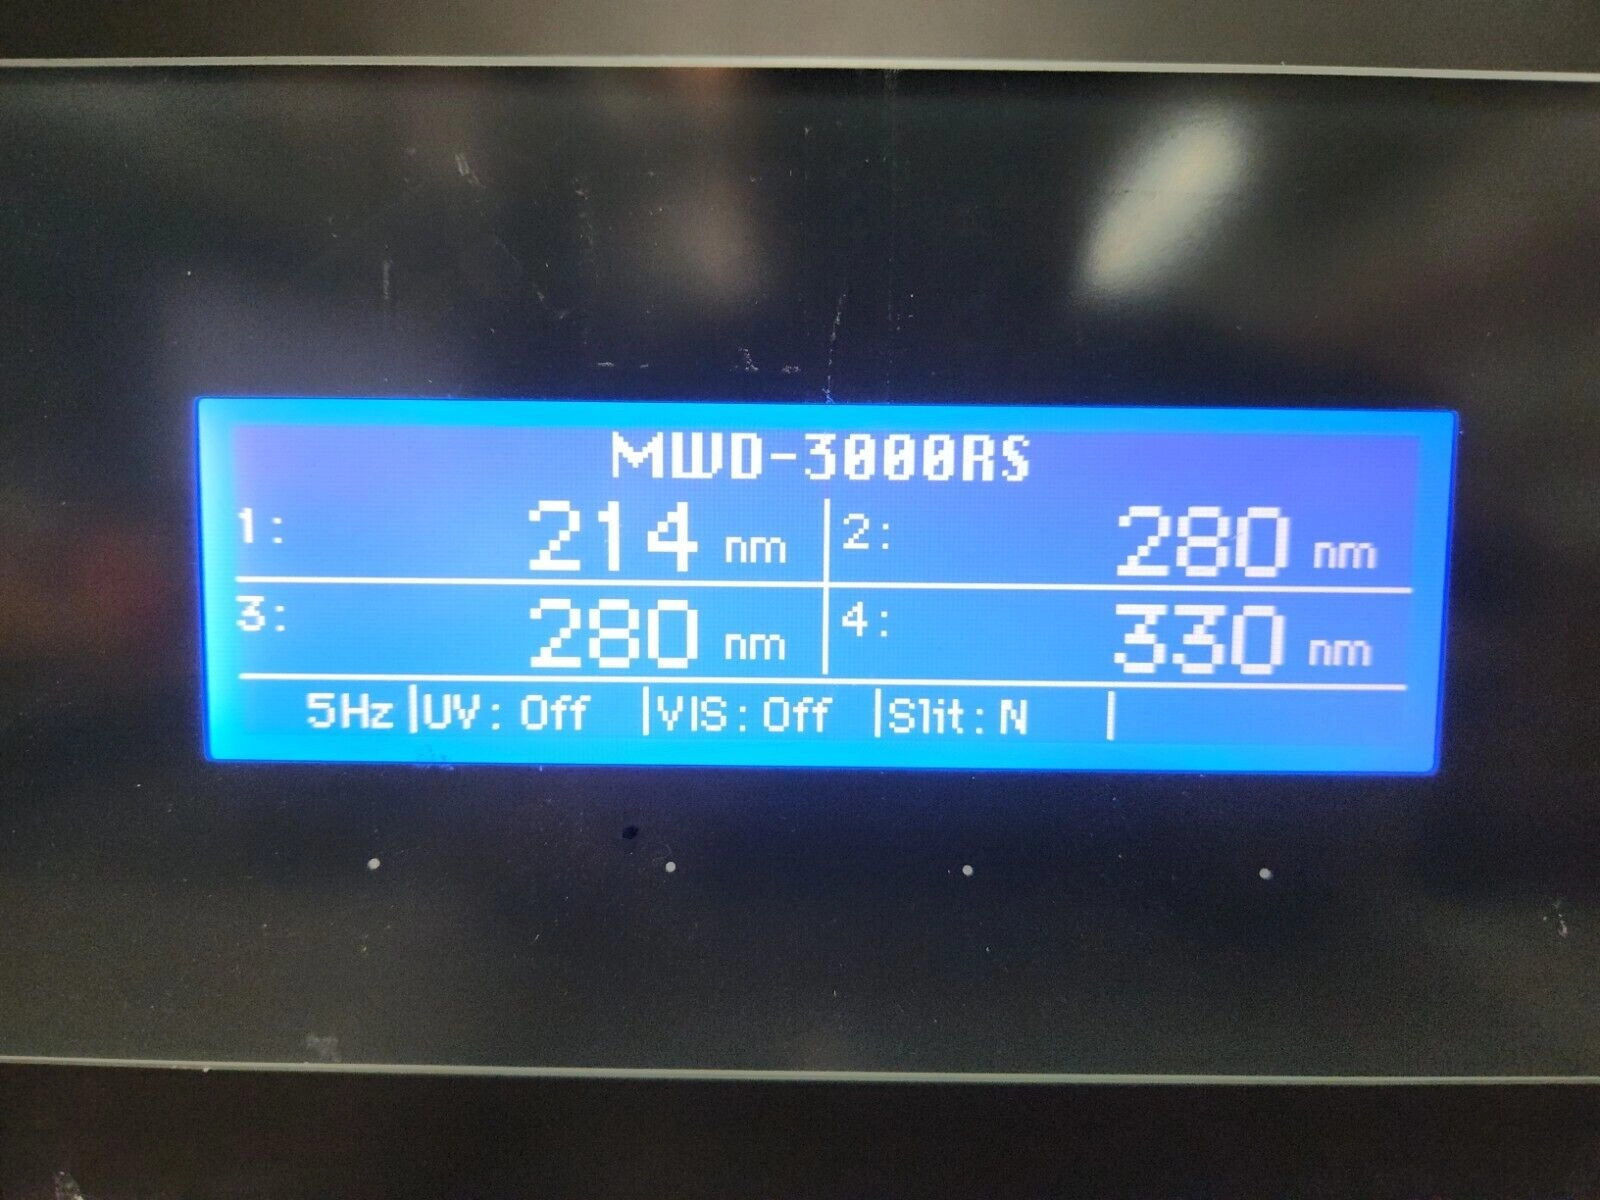 MWD-3000RS
1: 214 nm 2: 280 nm
3: 280 nm 4: 330 nm
5Hz UV: Off VIS: Off Slit: N